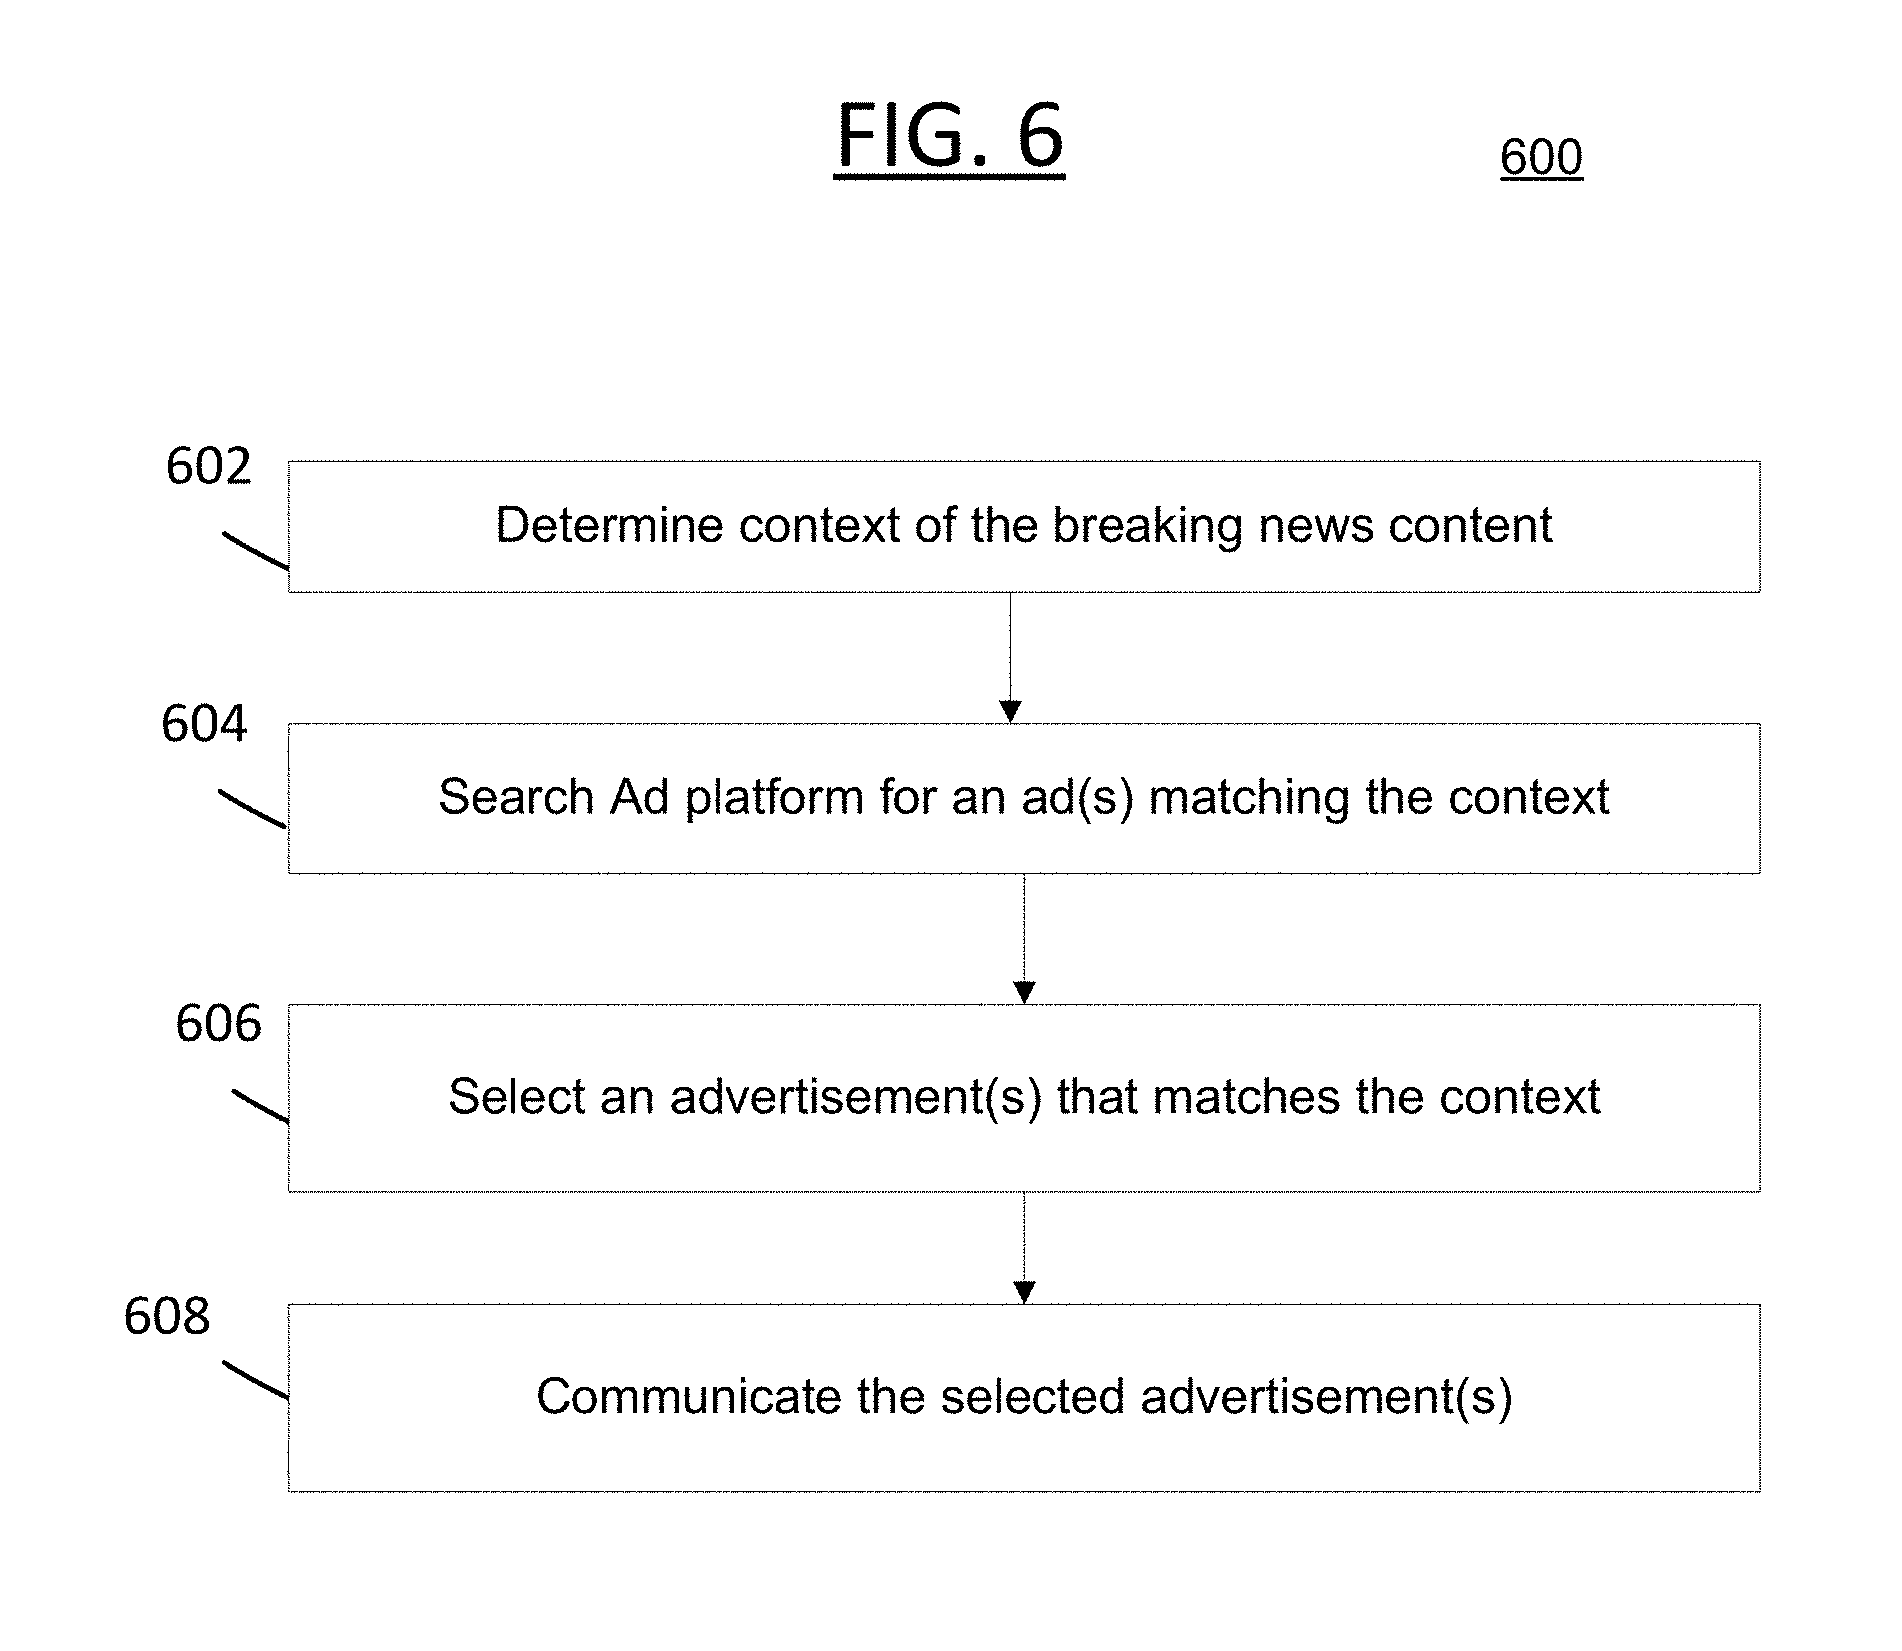 FIG. 6
600
602
Determine context of the breaking news content
604
Search Ad platform for an ad(s) matching the context
606
Select an advertisement(s) that matches the context
608
Communicate the selected advertisement(s)